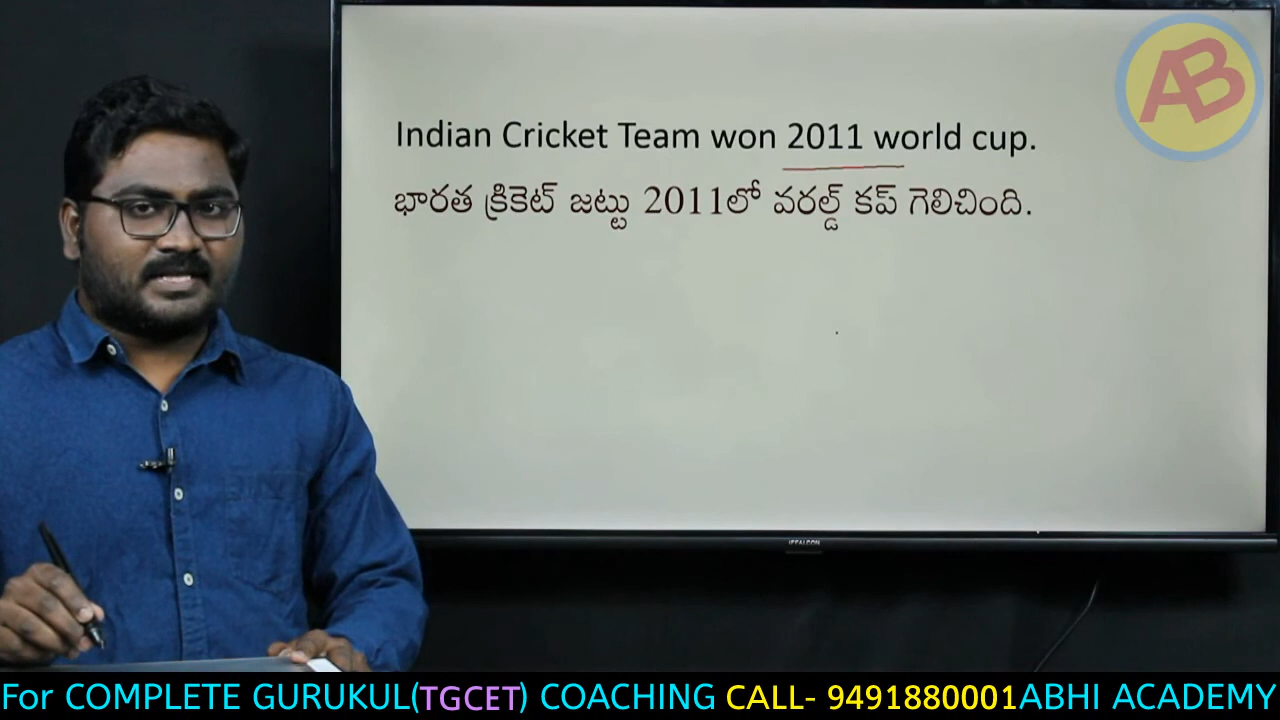 AB
Indian Cricket Team won 2011 world cup.
భారత క్రికెట్ జట్టు 2011లో వరల్డ్ కప్ గెలిచింది.
iFFALCON
For COMPLETE GURUKUL(TGCET) COACHING CALL- 9491880001ABHI ACADEMY